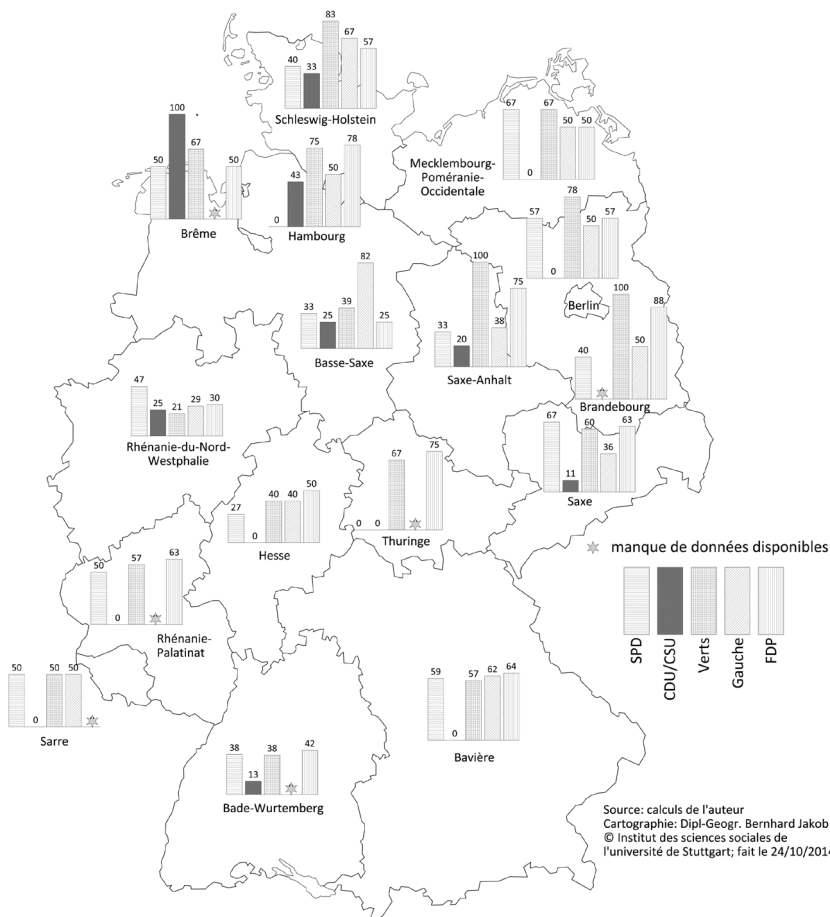 83
67
57
40
33
Schleswig-Holstein
100
67
50
50
Brême
78
75
50
43
0
Hambourg
67
67
50
50
0
Mecklembourg-
Poméranie-
Occidentale
78
57
57
50
0
Berlin
82
39
33
25
25
Basse-Saxe
100
75
38
33
20
Saxe-Anhalt
100
88
50
40
Brandebourg
47
25
21
29
30
Rhénanie-du-Nord-
Westphalie
67
11
60
36
63
Saxe
27
0
40
40
50
Hesse
0
0
67
75
Thuringe
manque de données disponibles
SPD
CDU/CSU
Verts
Gauche
FDP
50
0
57
63
Rhénanie-
Palatinat
50
0
50
50
Sarre
59
0
57
62
64
Bavière
38
13
38
42
Bade-Wurtemberg
Source: calculs de l'auteur
Cartographie: Dipl-Geogr. Bernhard Jakob
© Institut des sciences sociales de
l'université de Stuttgart; fait le 24/10/2014